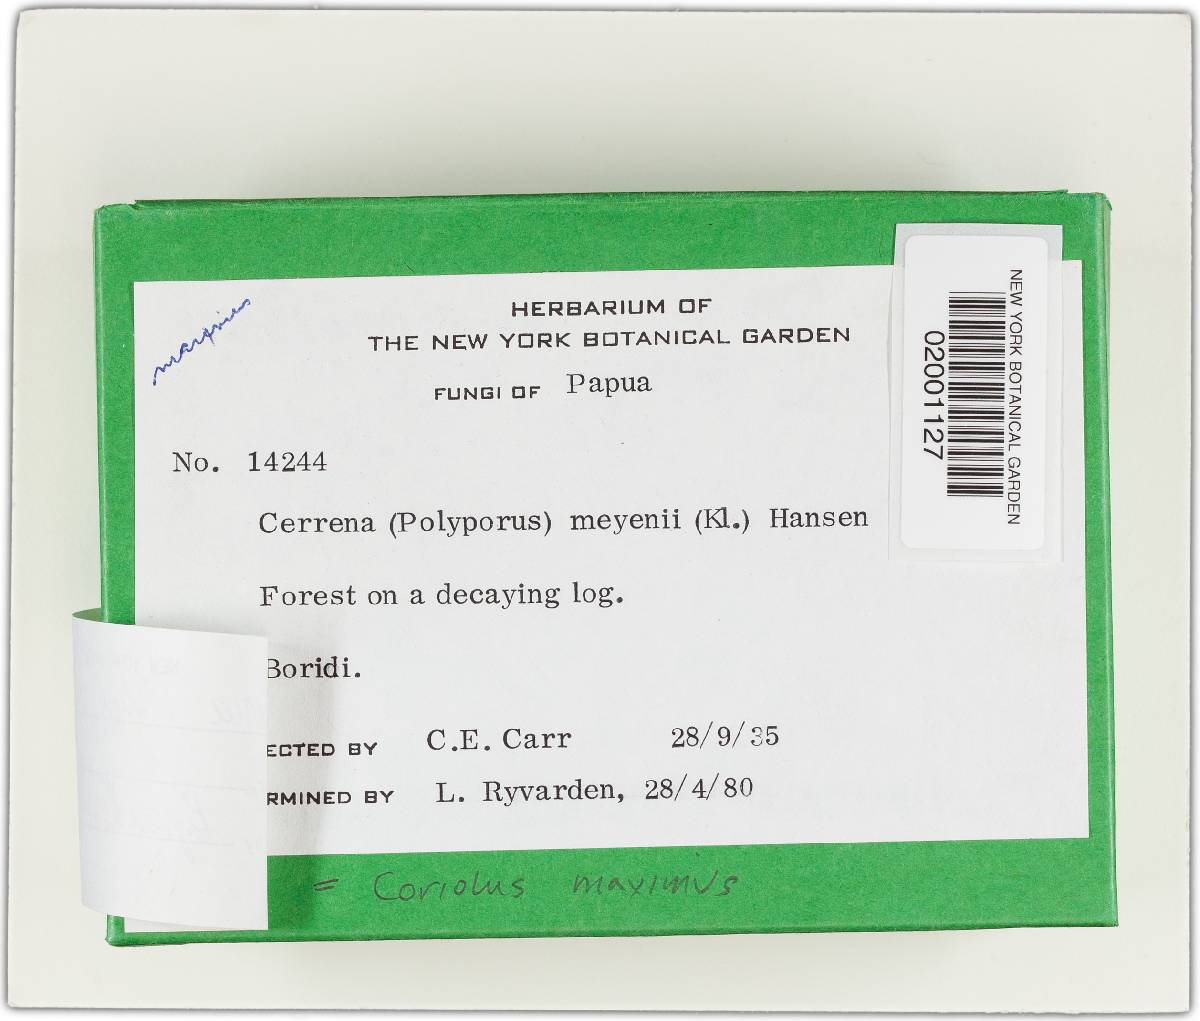 HERBARIUM OF
THE NEW YORK BOTANICAL GARDEN
FUNGI OF Papua
No. 14244
Cerrena (Polyporus) meyenii (Kl.) Hansen
Forest on a decaying log.
Boridi.
ECTED BY C.E. Carr 28/9/35
RMINED BY L. Ryvarden, 28/4/80
= Coriolus maximus
NEW YORK BOTANICAL GARDEN
02001127